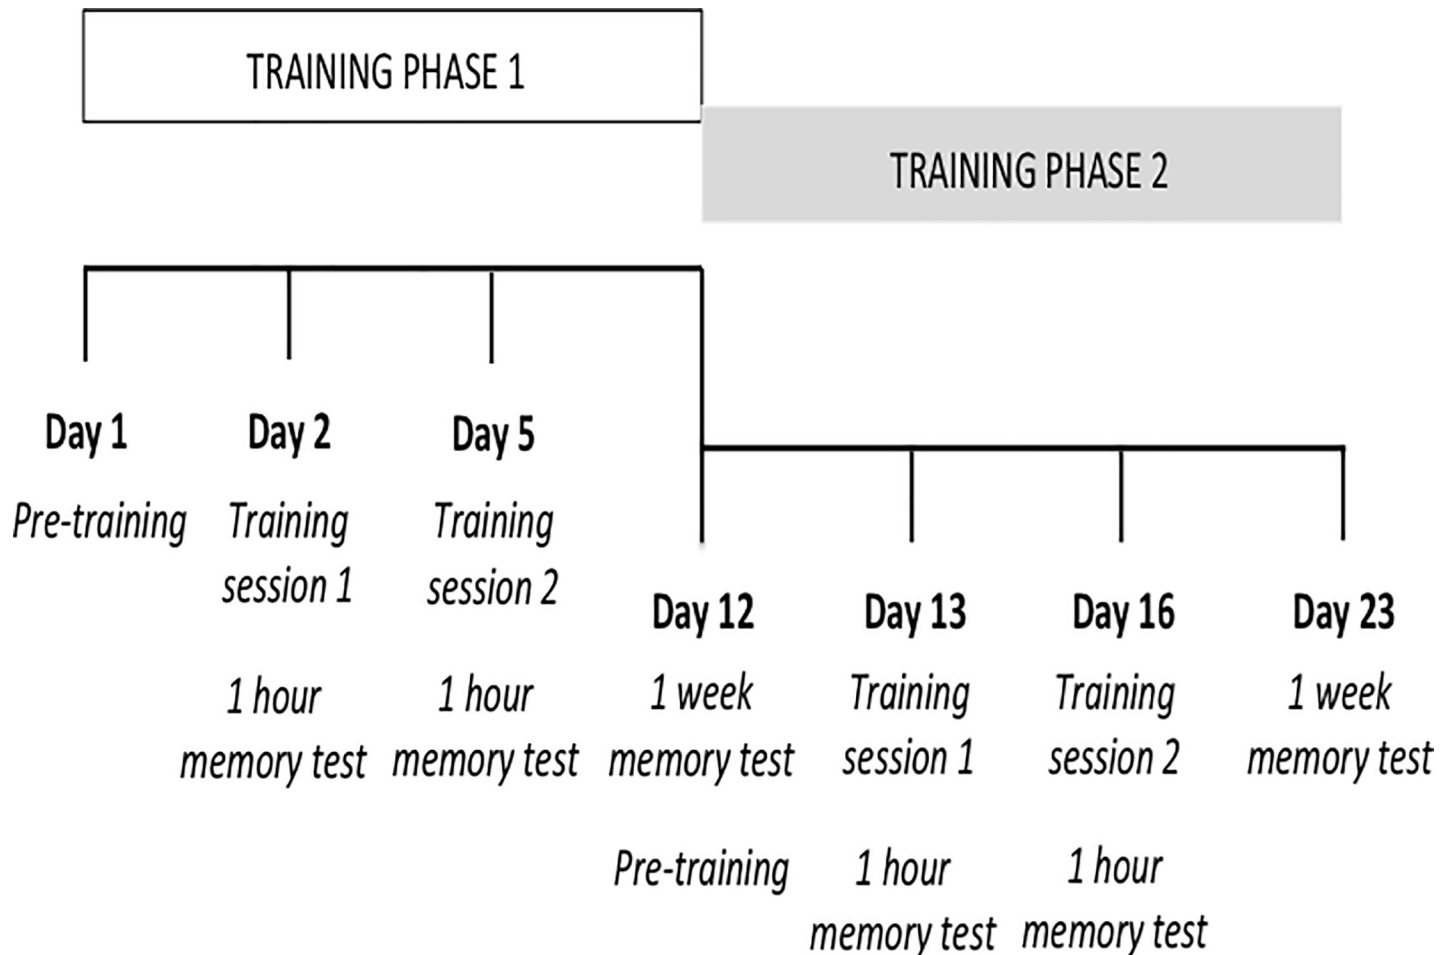 TRAINING PHASE 1
TRAINING PHASE 2
Day 1
Pre-training
Day 2
Training
session 1
1 hour
memory test
Day 5
Training
session 2
1 hour
memory test
Day 12
1 week
memory test
Pre-training
Day 13
Training
session 1
1 hour
memory test
Day 16
Training
session 2
1 hour
memory test
Day 23
1 week
memory test